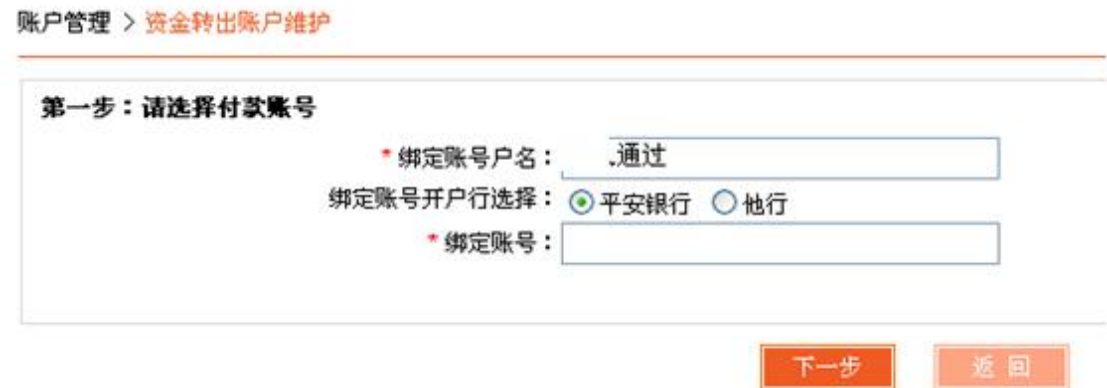 账户管理 > 资金转出账户维护
第一步：请选择付款账号
* 绑定账号户名： 通过
绑定账号开户行选择： 平安银行 他行
* 绑定账号：
下一步 返回